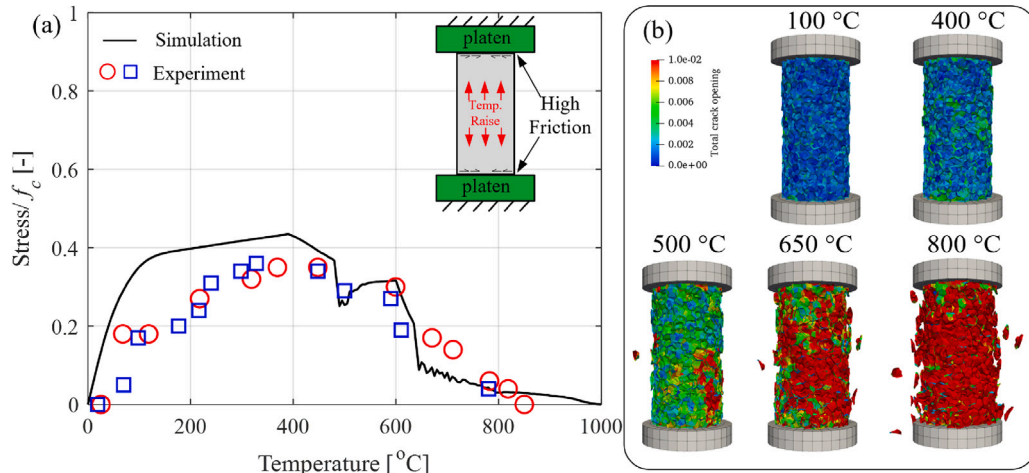 (a)
Simulation
Experiment
platen
Temp.
Raise
High
Friction
platen
1
0.8
0.6
0.4
0.2
0
0
200
400
600
800
1000
Stress/f_c [-]
Temperature [°C]
(b)
100 °C
400 °C
1.0e-02
0.008
0.006
0.004
0.002
0.0e+00
Total crack opening
500 °C
650 °C
800 °C